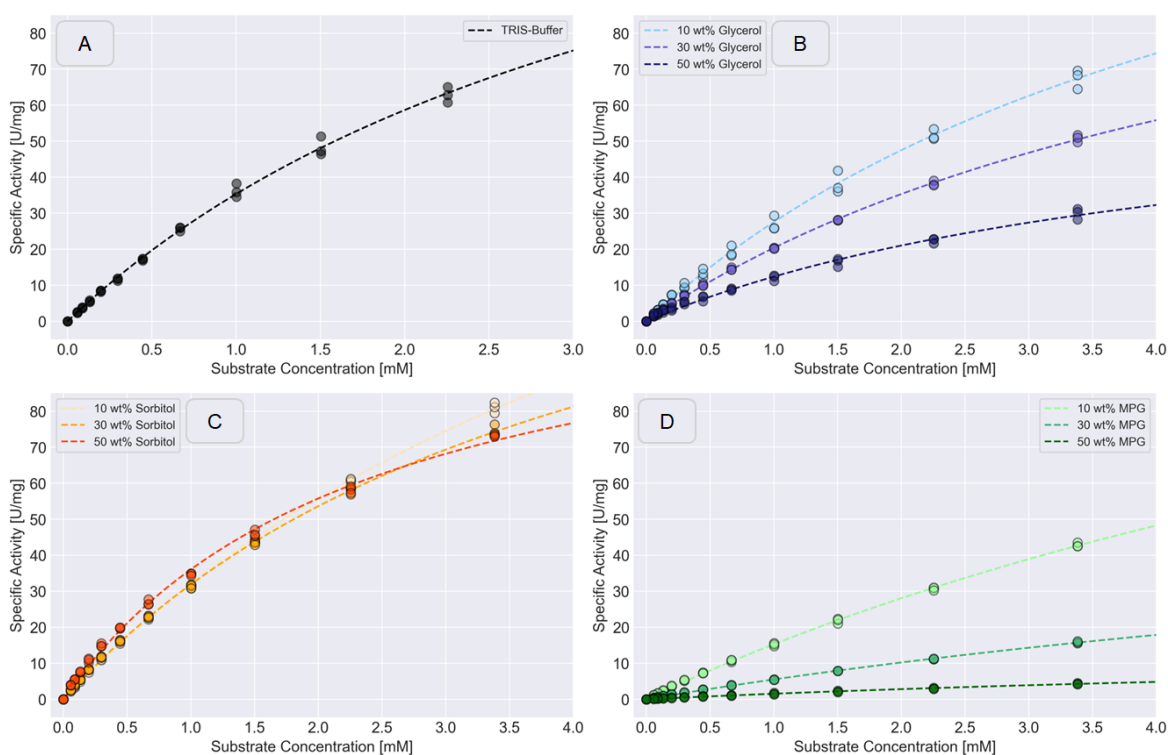 A
TRIS-Buffer
80
70
60
50
40
30
20
10
0
Specific Activity [U/mg]
0.0 0.5 1.0 1.5 2.0 2.5 3.0
Substrate Concentration [mM]
B
10 wt% Glycerol
30 wt% Glycerol
50 wt% Glycerol
80
70
60
50
40
30
20
10
0
Specific Activity [U/mg]
0.0 0.5 1.0 1.5 2.0 2.5 3.0 3.5 4.0
Substrate Concentration [mM]
C
10 wt% Sorbitol
30 wt% Sorbitol
50 wt% Sorbitol
80
70
60
50
40
30
20
10
0
Specific Activity [U/mg]
0.0 0.5 1.0 1.5 2.0 2.5 3.0 3.5 4.0
Substrate Concentration [mM]
D
10 wt% MPG
30 wt% MPG
50 wt% MPG
80
70
60
50
40
30
20
10
0
Specific Activity [U/mg]
0.0 0.5 1.0 1.5 2.0 2.5 3.0 3.5 4.0
Substrate Concentration [mM]